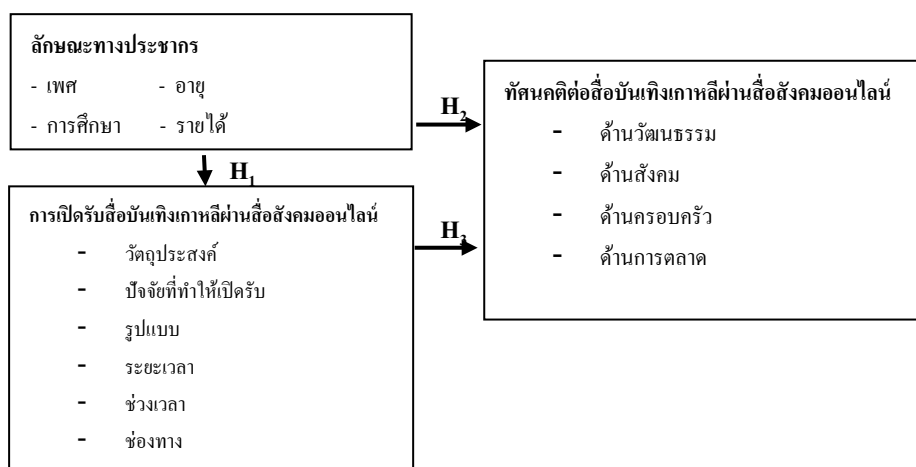 ลักษณะทางประชากร
- เพศ - อายุ
- การศึกษา - รายได้
H1
การเปิดรับสื่อบันเทิงเกาหลีผ่านสื่อสังคมออนไลน์
- วัตถุประสงค์
- ปัจจัยที่ทำให้เปิดรับ
- รูปแบบ
- ระยะเวลา
- ช่วงเวลา
- ช่องทาง
H2
H3
ทัศนคติต่อสื่อบันเทิงเกาหลีผ่านสื่อสังคมออนไลน์
- ด้านวัฒนธรรม
- ด้านสังคม
- ด้านครอบครัว
- ด้านการตลาด